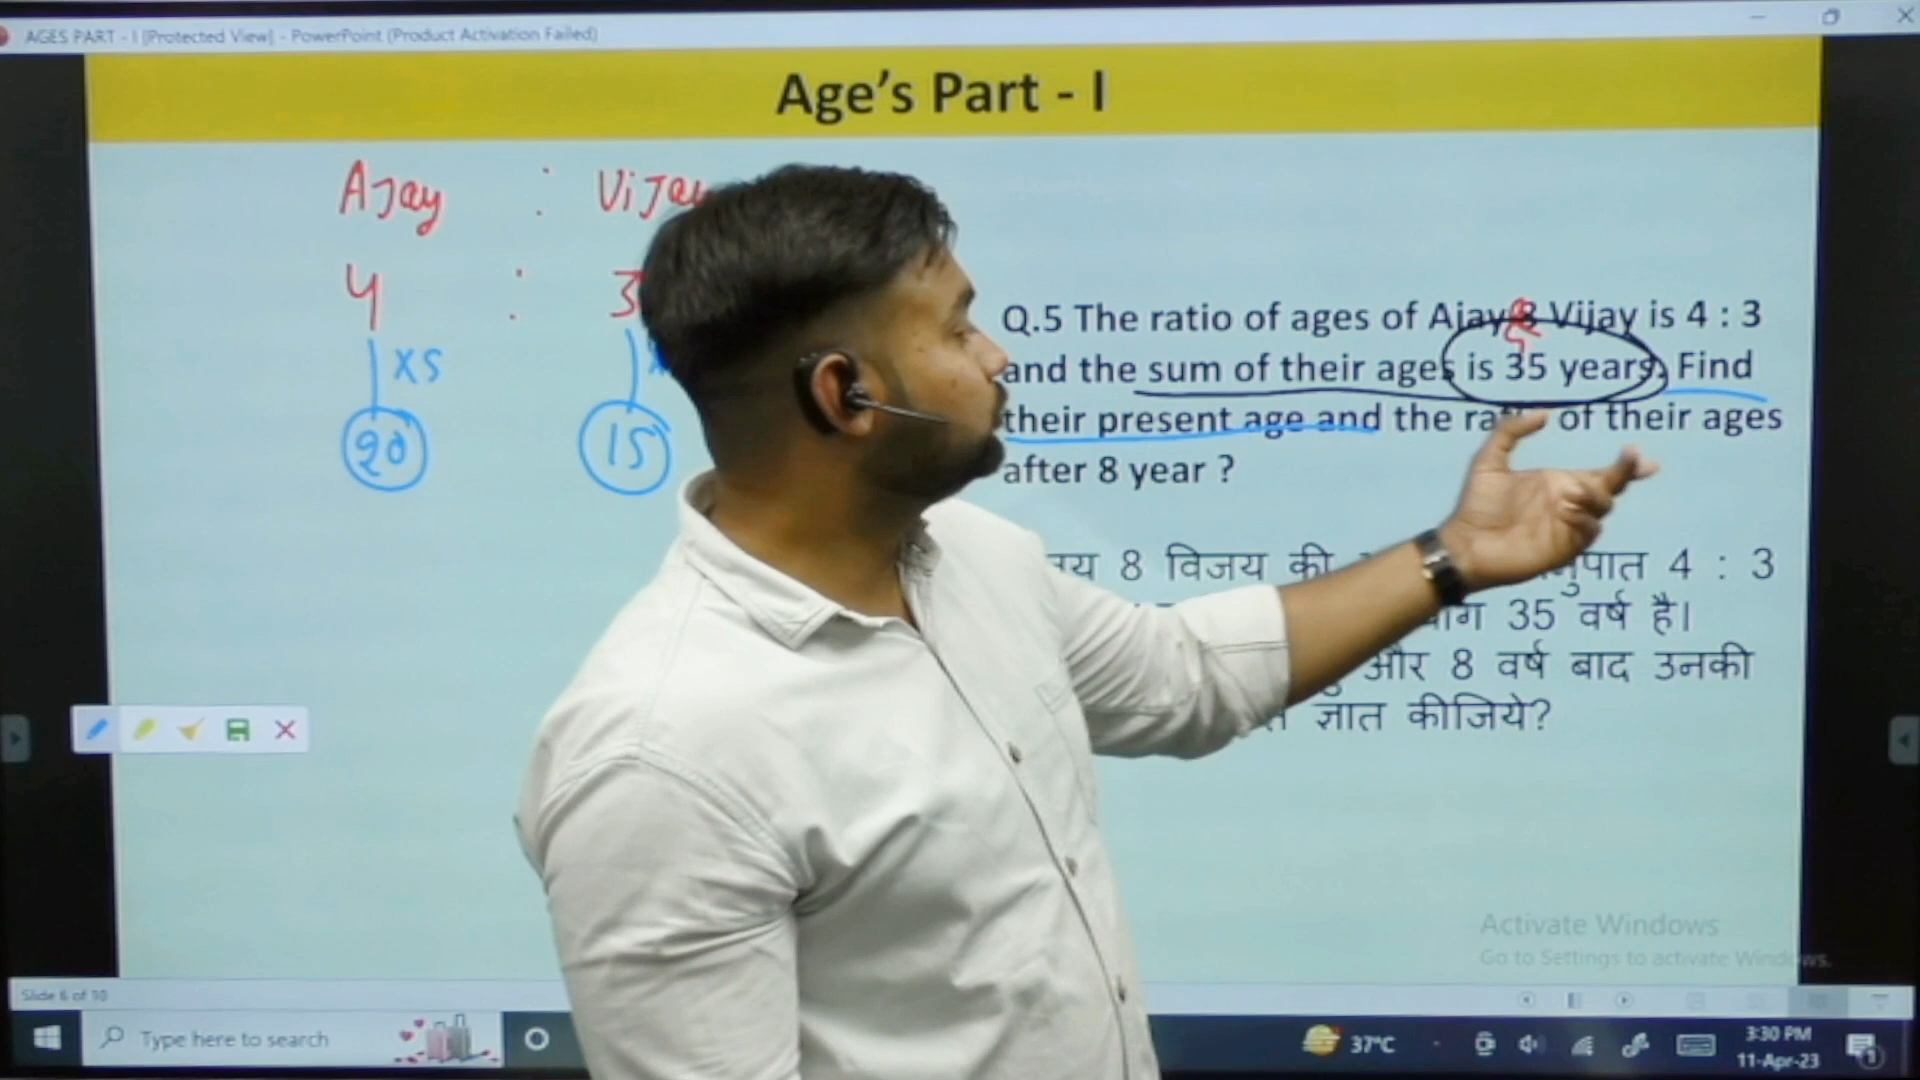 AGES PART - I [Protected View] - PowerPoint (Product Activation Failed)
Age's Part - I
Ajay : Vijay
4 : 3
x5
20 15
Q.5 The ratio of ages of Ajay 8 Vijay is 4 : 3
and the sum of their ages is 35 years. Find
their present age and the of their ages
after 8 year ?
8 विजय की 4 : 3
35 वर्ष है।
और 8 वर्ष बाद उनकी
ज्ञात कीजिये?
Activate Windows
Go to Settings to activate Windows.
Slide 6 of 10
Type here to search
37°C
3:30 PM
11-Apr-23
1